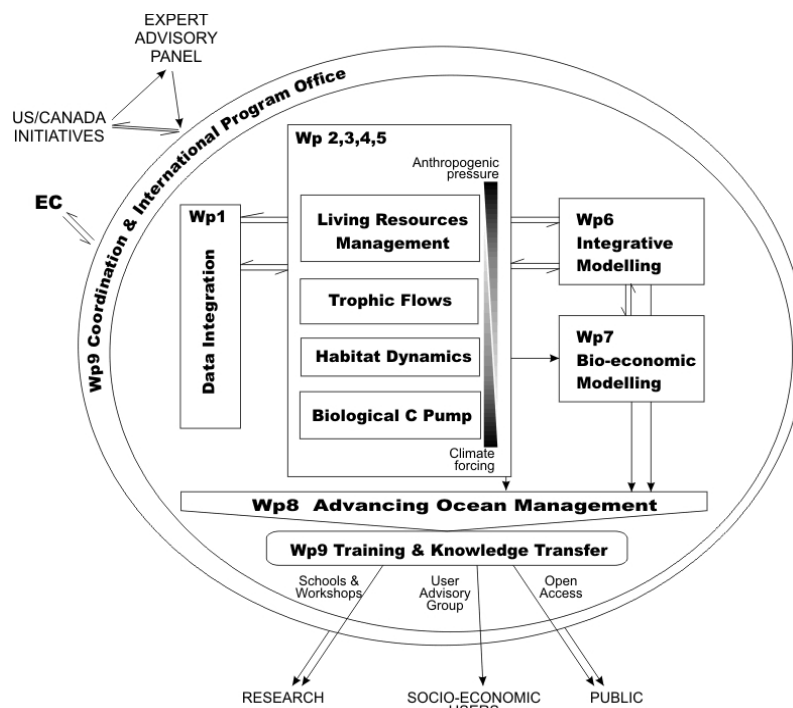 EXPERT
ADVISORY
PANEL
US/CANADA
INITIATIVES
EC
Wp9 Coordination & International Program Office
Wp 2,3,4,5
Anthropogenic
pressure
Wp1
Data Integration
Living Resources
Management
Trophic Flows
Habitat Dynamics
Biological C Pump
Climate
forcing
Wp6
Integrative
Modelling
Wp7
Bio-economic
Modelling
Wp8 Advancing Ocean Management
Wp9 Training & Knowledge Transfer
Schools &
Workshops
User
Advisory
Group
Open
Access
RESEARCH
SOCIO-ECONOMIC
USERS
PUBLIC